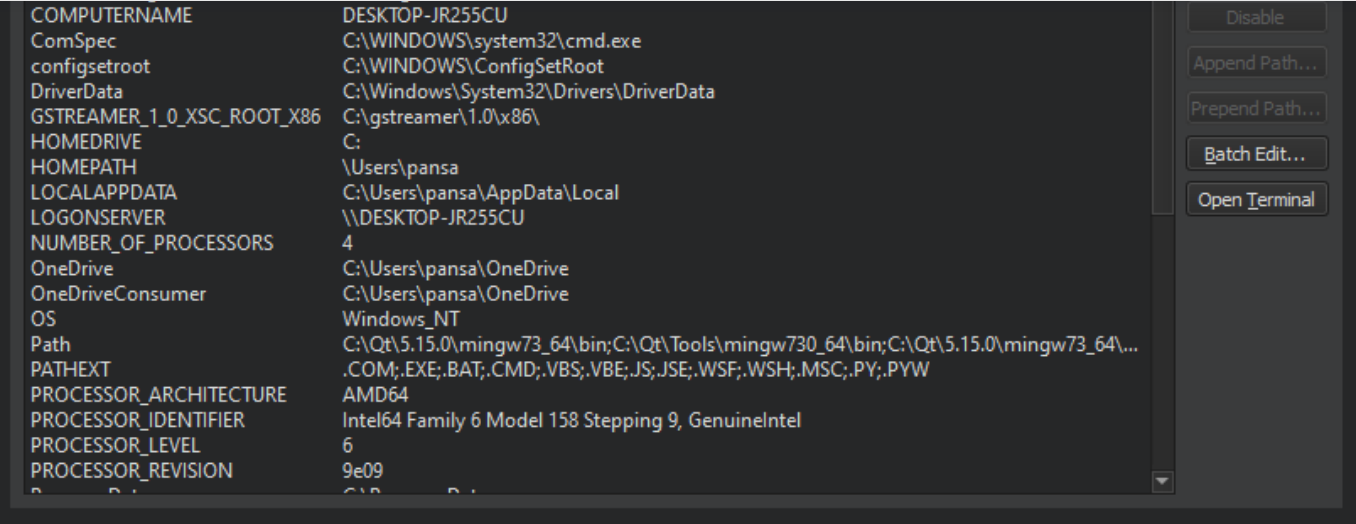 COMPUTERNAME DESKTOP-JR255CU Disable
ComSpec C:\WINDOWS\system32\cmd.exe
configsetroot C:\WINDOWS\ConfigSetRoot Append Path...
DriverData C:\Windows\System32\Drivers\DriverData
GSTREAMER_1_0_XSC_ROOT_X86 C:\gstreamer\1.0\x86\ Prepend Path...
HOMEDRIVE C:
HOMEPATH \Users\pansa Batch Edit...
LOCALAPPDATA C:\Users\pansa\AppData\Local Open Terminal
LOGONSERVER \\DESKTOP-JR255CU
NUMBER_OF_PROCESSORS 4
OneDrive C:\Users\pansa\OneDrive
OneDriveConsumer C:\Users\pansa\OneDrive
OS Windows_NT
Path C:\Qt\5.15.0\mingw73_64\bin;C:\Qt\Tools\mingw730_64\bin;C:\Qt\5.15.0\mingw73_64\...
PATHEXT .COM;.EXE;.BAT;.CMD;.VBS;.VBE;.JS;.JSE;.WSF;.WSH;.MSC;.PY;.PYW
PROCESSOR_ARCHITECTURE AMD64
PROCESSOR_IDENTIFIER Intel64 Family 6 Model 158 Stepping 9, GenuineIntel
PROCESSOR_LEVEL 6
PROCESSOR_REVISION 9e09